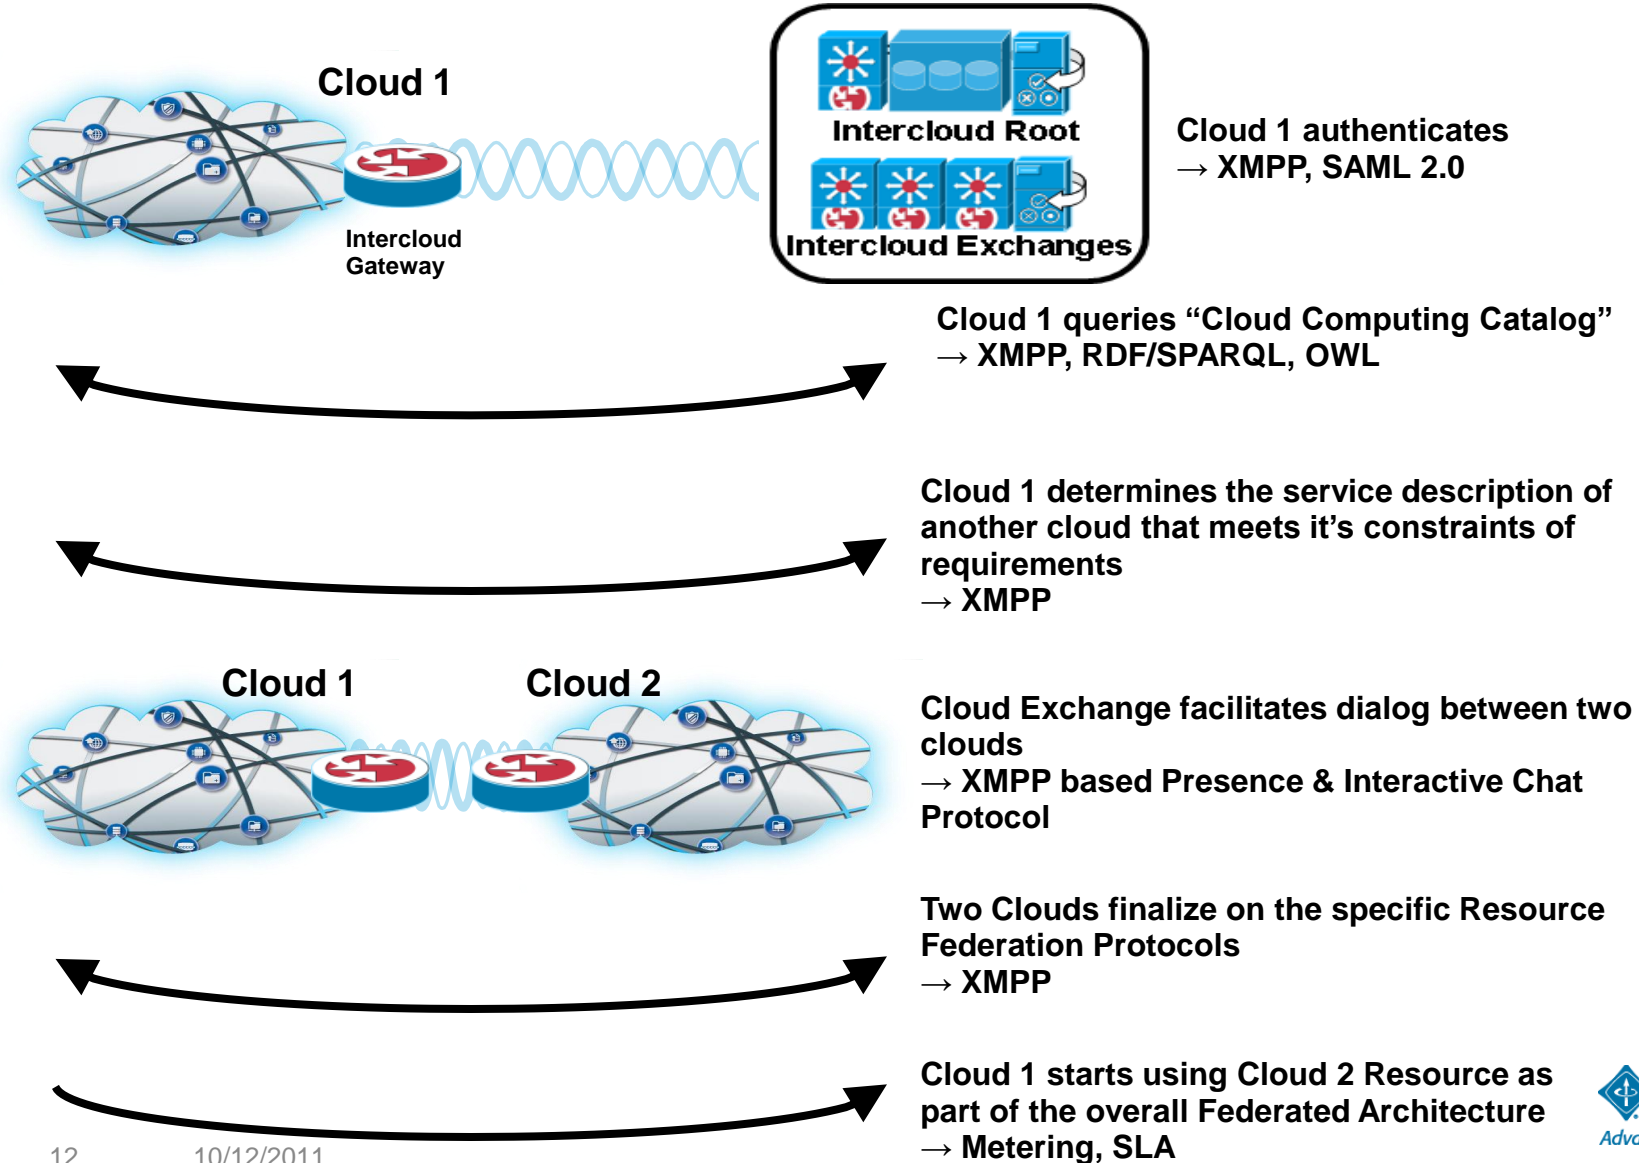 Cloud 1
Intercloud Root
Intercloud Exchanges
Intercloud
Gateway
Cloud 1 authenticates
→ XMPP, SAML 2.0
Cloud 1 queries “Cloud Computing Catalog”
→ XMPP, RDF/SPARQL, OWL
Cloud 1 determines the service description of
another cloud that meets it’s constraints of
requirements
→ XMPP
Cloud 1
Cloud 2
Cloud Exchange facilitates dialog between two
clouds
→ XMPP based Presence & Interactive Chat
Protocol
Two Clouds finalize on the specific Resource
Federation Protocols
→ XMPP
Cloud 1 starts using Cloud 2 Resource as
part of the overall Federated Architecture
→ Metering, SLA
12
10/12/2011